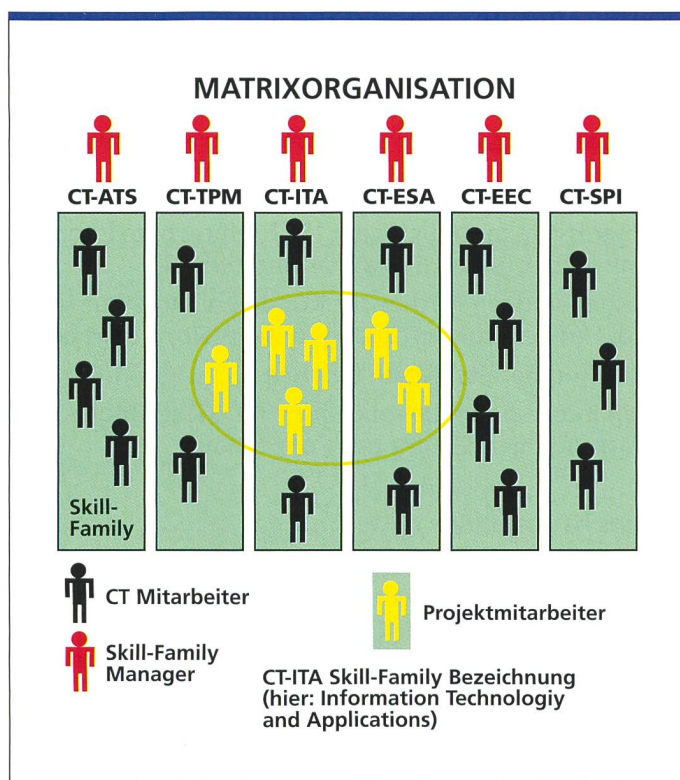 MATRIXORGANISATION
CT-ATS CT-TPM CT-ITA CT-ESA CT-EEC CT-SPI
Skill-
Family
CT Mitarbeiter
Skill-Family
Manager
Projektmitarbeiter
CT-ITA Skill-Family Bezeichnung
(hier: Information Technologiy
and Applications)